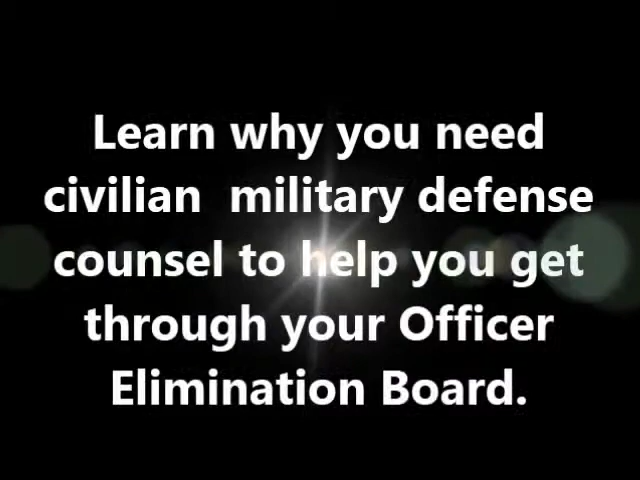 Learn why you need
civilian  military defense
counsel to help you get
through your Officer
Elimination Board.